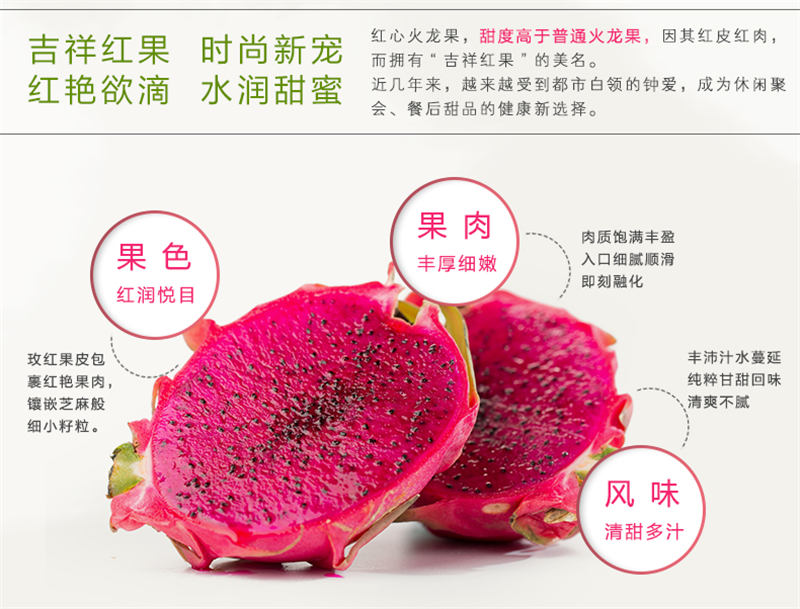 吉祥红果 时尚新宠
红艳欲滴 水润甜蜜
红心火龙果，甜度高于普通火龙果，因其红皮红肉，
而拥有“吉祥红果”的美名。
近几年来，越来越受到都市白领的钟爱，成为休闲聚
会、餐后甜品的健康新选择。
果色
红润悦目
玫红果皮包
裹红艳果肉，
镶嵌芝麻般
细小籽粒。
果肉
丰厚细嫩
肉质饱满丰盈
入口细腻顺滑
即刻融化
丰沛汁水蔓延
纯粹甘甜回味
清爽不腻
风味
清甜多汁